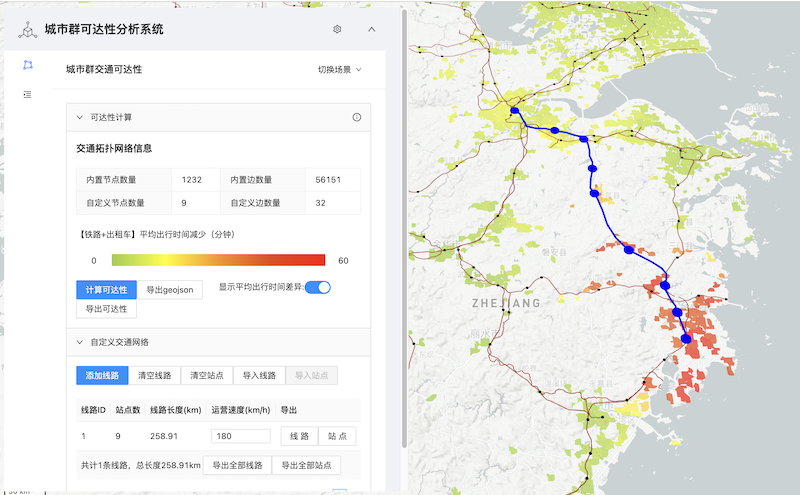 城市群可达性分析系统
城市群交通可达性
切换场景
可达性计算
交通拓扑网络信息
内置节点数量 1232 内置边数量 56151
自定义节点数量 9 自定义边数量 32
【铁路+出租车】平均出行时间减少（分钟）
0 60
计算可达性 导出geojson 显示平均出行时间差异:
导出可达性
自定义交通网络
添加线路 清空线路 清空站点 导入线路 导入站点
线路ID 站点数 线路长度(km) 运营速度(km/h) 导出
1 9 258.91 180 线 路 站 点
共计1条线路，总长度258.91km 导出全部线路 导出全部站点
磐安县
ZHEJIANG
丽水市